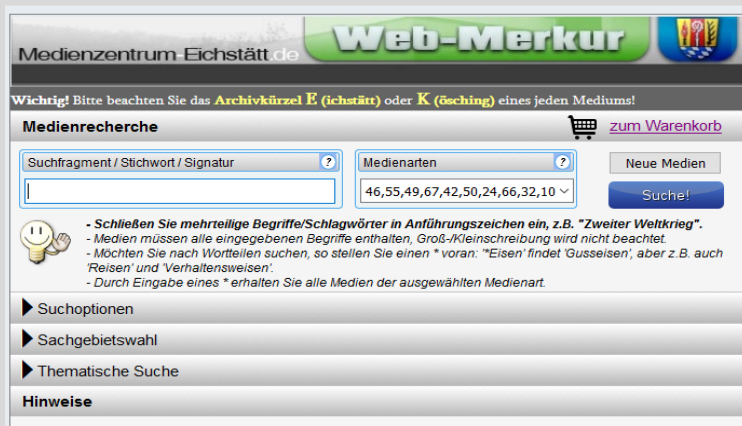 Medienzentrum-Eichstätt.de
Web-Merkur
Wichtig! Bitte beachten Sie das Archivkürzel E (ichstätt) oder K (ösching) eines jeden Mediums!
Medienrecherche
zum Warenkorb
Suchfragment / Stichwort / Signatur ?
Medienarten ?
Neue Medien
46,55,49,67,42,50,24,66,32,10
Suche!
- Schließen Sie mehrteilige Begriffe/Schlagwörter in Anführungszeichen ein, z.B. "Zweiter Weltkrieg".
- Medien müssen alle eingegebenen Begriffe enthalten, Groß-/Kleinschreibung wird nicht beachtet.
- Möchten Sie nach Wortteilen suchen, so stellen Sie einen * voran: '*Eisen' findet 'Gusseisen', aber z.B. auch
'Reisen' und 'Verhaltensweisen'.
- Durch Eingabe eines * erhalten Sie alle Medien der ausgewählten Medienart.
Suchoptionen
Sachgebietswahl
Thematische Suche
Hinweise